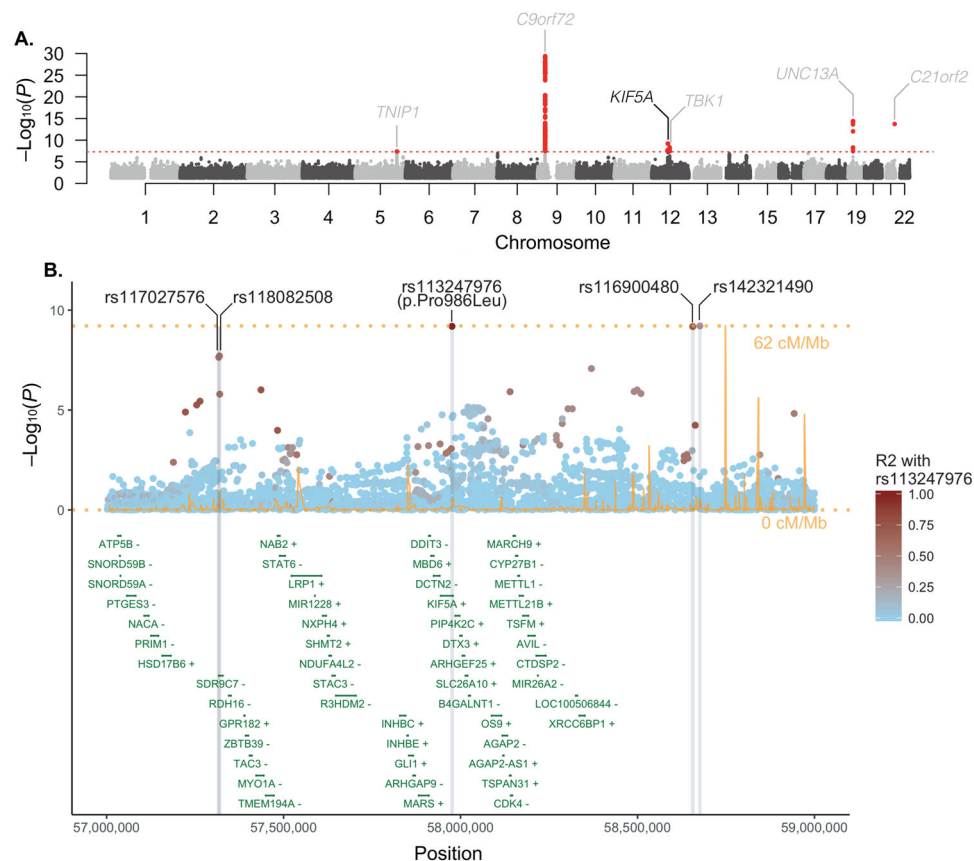 A.
C9orf72
UNC13A
C21orf2
KIF5A
TBK1
TNIP1
−Log10(P)
30
25
20
15
10
5
0
1 2 3 4 5 6 7 8 9 10 11 12 13 15 17 19 22
Chromosome
B.
rs117027576
rs118082508
rs113247976
(p.Pro986Leu)
rs116900480
rs142321490
−Log10(P)
10
5
0
62 cM/Mb
0 cM/Mb
R2 with
rs113247976
1.00
0.75
0.50
0.25
0.00
ATP5B - NAB2 + DDIT3 - MARCH9 +
SNORD59B - STAT6 - MBD6 + CYP27B1 -
SNORD59A - LRP1 + DCTN2 - METTL1 -
PTGES3 - MIR1228 + KIF5A + METTL21B +
NACA - NXPH4 + PIP4K2C + TSFM +
PRIM1 - SHMT2 + DTX3 + AVIL -
HSD17B6 + NDUFA4L2 - ARHGEF25 + CTDSP2 -
SDR9C7 - STAC3 - SLC26A10 + MIR26A2 -
RDH16 - R3HDM2 - B4GALNT1 - LOC100506844 -
GPR182 + INHBC + OS9 + XRCC6BP1 +
ZBTB39 - INHBE + AGAP2 -
TAC3 - GLI1 + AGAP2-AS1 +
MYO1A - ARHGAP9 - TSPAN31 +
TMEM194A - MARS + CDK4 -
57,000,000 57,500,000 58,000,000 58,500,000 59,000,000
Position